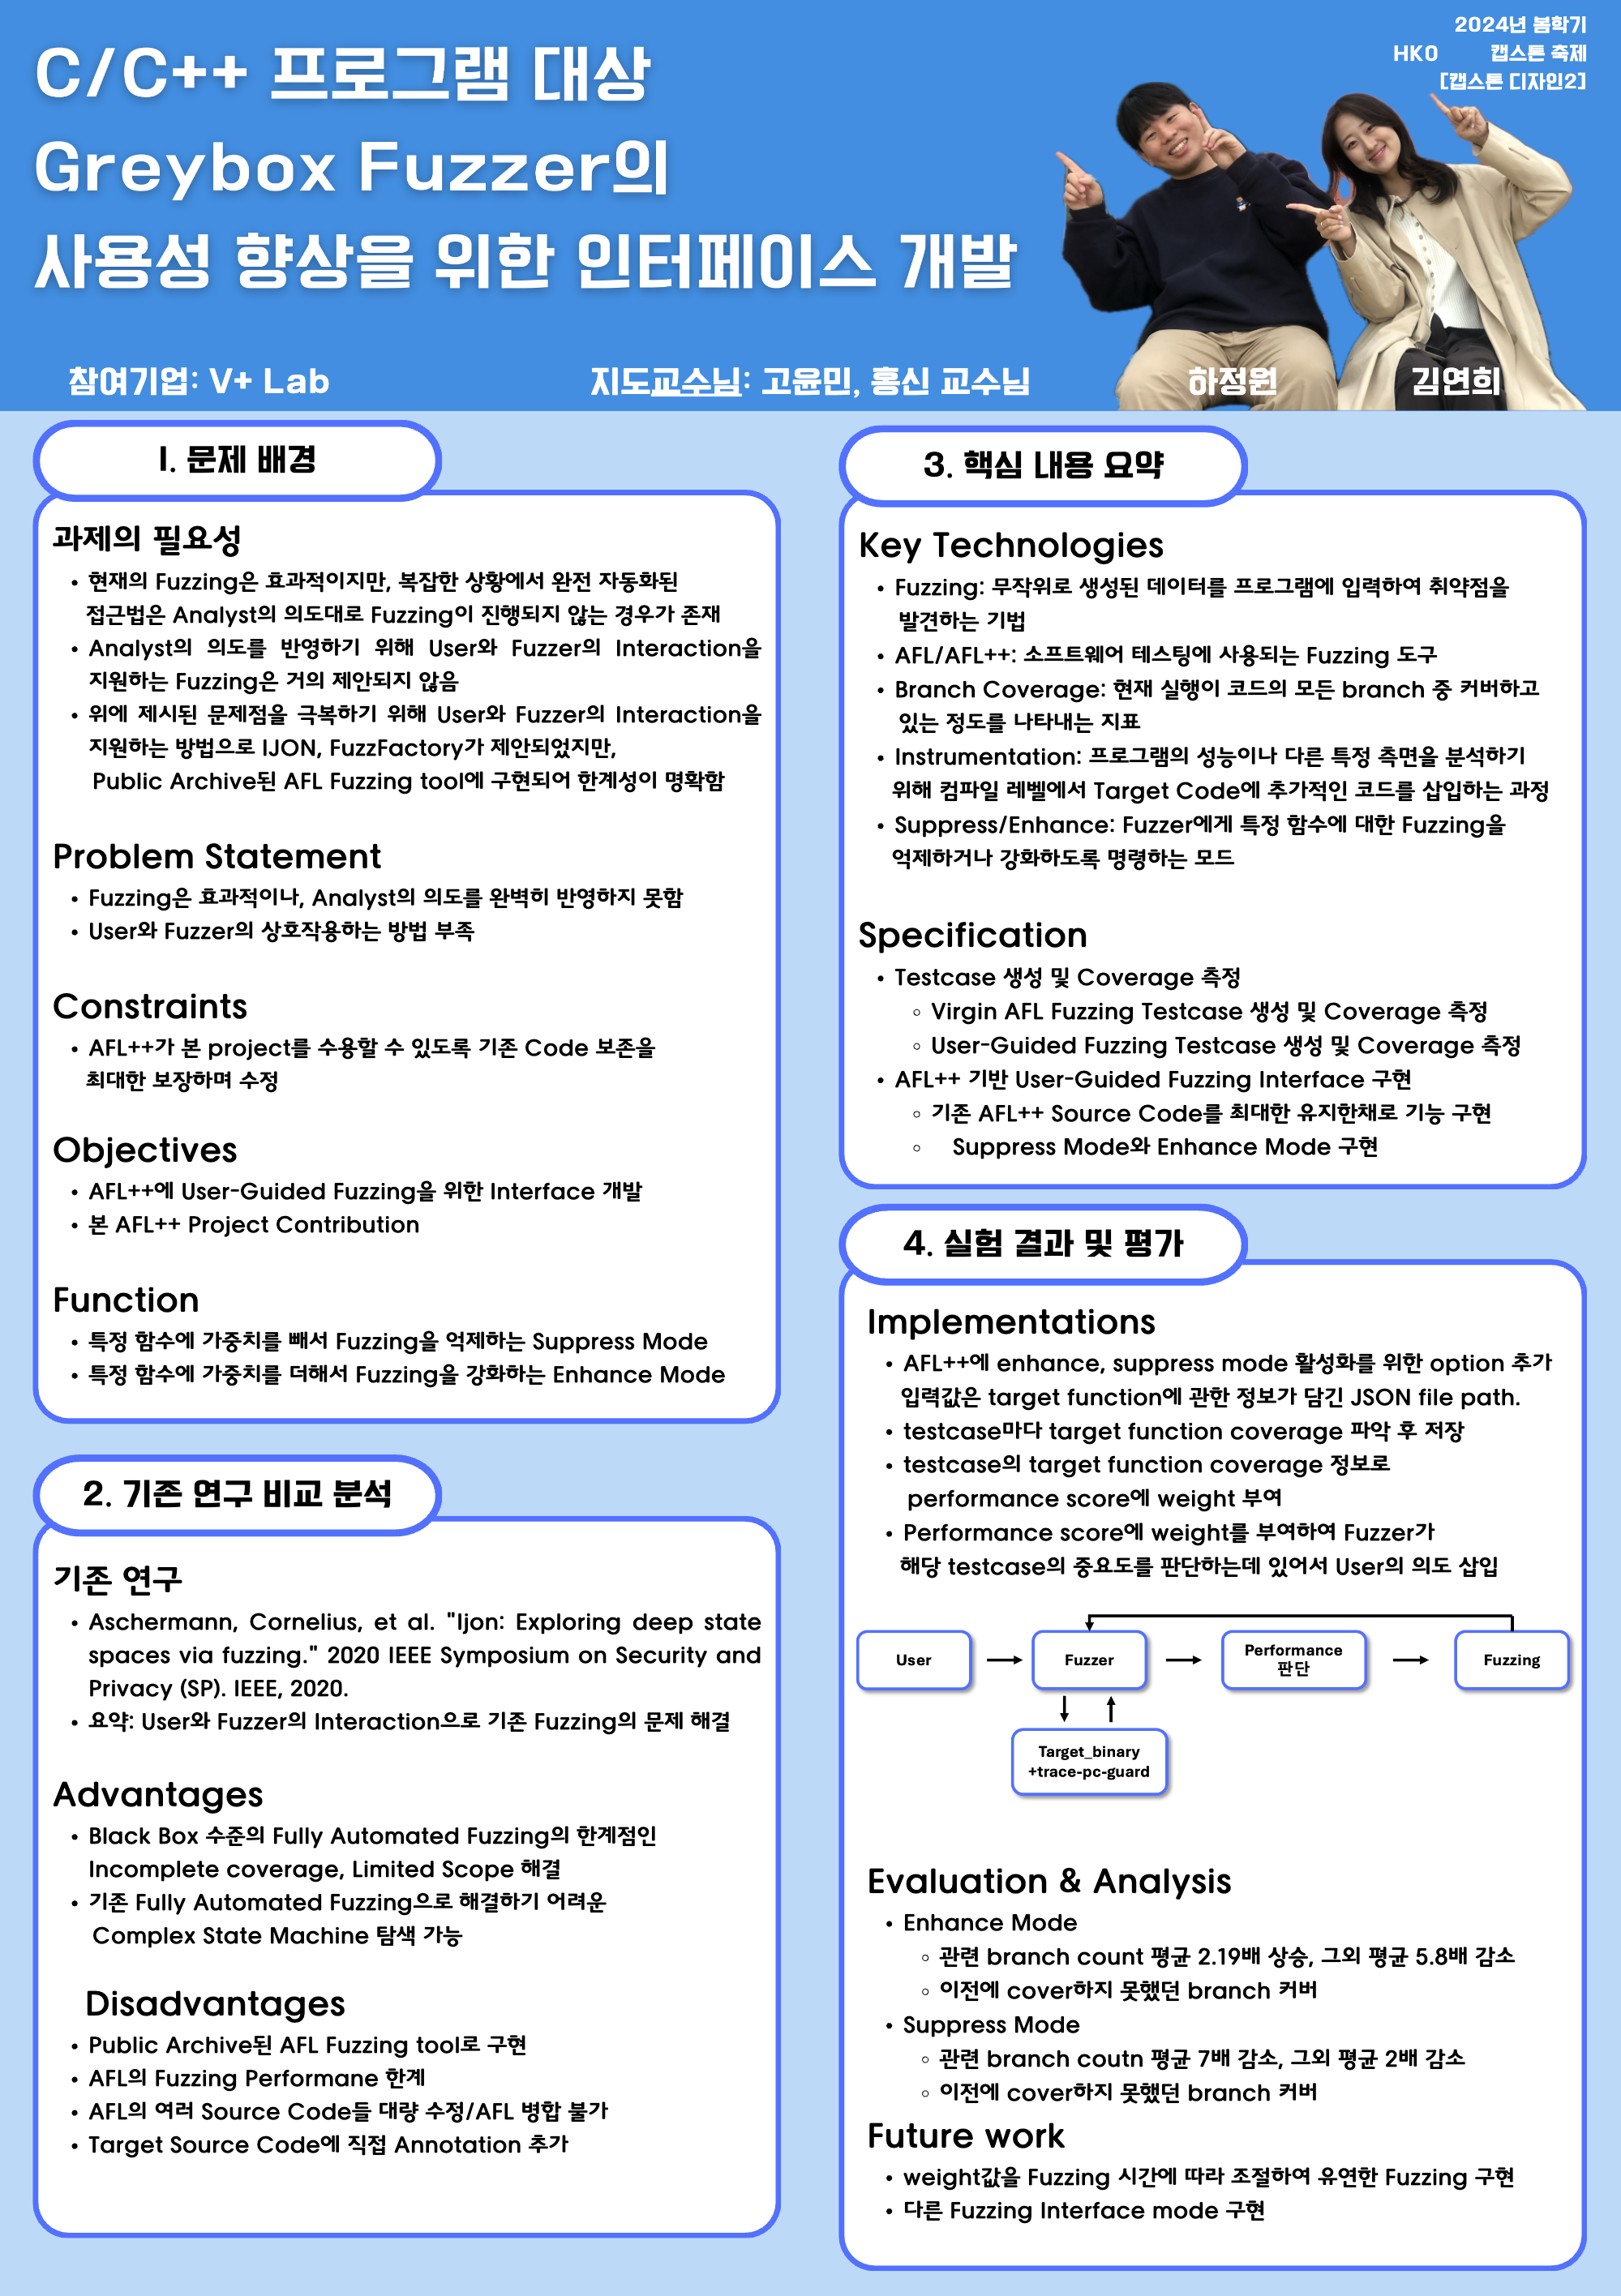 C/C++ 프로그램 대상
Greybox Fuzzer의
사용성 향상을 위한 인터페이스 개발
2024년 봄학기
HK0 캡스톤 축제
[캡스톤 디자인2]
참여기업: V+ Lab
지도교수님: 고윤민, 홍신 교수님
하정원
김연희
1. 문제 배경
과제의 필요성
• 현재의 Fuzzing은 효과적이지만, 복잡한 상황에서 완전 자동화된
접근법은 Analyst의 의도대로 Fuzzing이 진행되지 않는 경우가 존재
• Analyst의 의도를 반영하기 위해 User와 Fuzzer의 Interaction을
지원하는 Fuzzing은 거의 제안되지 않음
• 위에 제시된 문제점을 극복하기 위해 User와 Fuzzer의 Interaction을
지원하는 방법으로 IJON, FuzzFactory가 제안되었지만,
Public Archive된 AFL Fuzzing tool에 구현되어 한계성이 명확함
Problem Statement
• Fuzzing은 효과적이나, Analyst의 의도를 완벽히 반영하지 못함
• User와 Fuzzer의 상호작용하는 방법 부족
Constraints
• AFL++가 본 project를 수용할 수 있도록 기존 Code 보존을
최대한 보장하며 수정
Objectives
• AFL++에 User-Guided Fuzzing을 위한 Interface 개발
• 본 AFL++ Project Contribution
Function
• 특정 함수에 가중치를 빼서 Fuzzing을 억제하는 Suppress Mode
• 특정 함수에 가중치를 더해서 Fuzzing을 강화하는 Enhance Mode
2. 기존 연구 비교 분석
기존 연구
• Aschermann, Cornelius, et al. "Ijon: Exploring deep state
spaces via fuzzing." 2020 IEEE Symposium on Security and
Privacy (SP). IEEE, 2020.
• 요약: User와 Fuzzer의 Interaction으로 기존 Fuzzing의 문제 해결
Advantages
• Black Box 수준의 Fully Automated Fuzzing의 한계점인
Incomplete coverage, Limited Scope 해결
• 기존 Fully Automated Fuzzing으로 해결하기 어려운
Complex State Machine 탐색 가능
Disadvantages
• Public Archive된 AFL Fuzzing tool로 구현
• AFL의 Fuzzing Performane 한계
• AFL의 여러 Source Code들 대량 수정/AFL 병합 불가
• Target Source Code에 직접 Annotation 추가
3. 핵심 내용 요약
Key Technologies
• Fuzzing: 무작위로 생성된 데이터를 프로그램에 입력하여 취약점을
발견하는 기법
• AFL/AFL++: 소프트웨어 테스팅에 사용되는 Fuzzing 도구
• Branch Coverage: 현재 실행이 코드의 모든 branch 중 커버하고
있는 정도를 나타내는 지표
• Instrumentation: 프로그램의 성능이나 다른 특정 측면을 분석하기
위해 컴파일 레벨에서 Target Code에 추가적인 코드를 삽입하는 과정
• Suppress/Enhance: Fuzzer에게 특정 함수에 대한 Fuzzing을
억제하거나 강화하도록 명령하는 모드
Specification
• Testcase 생성 및 Coverage 측정
◦ Virgin AFL Fuzzing Testcase 생성 및 Coverage 측정
◦ User-Guided Fuzzing Testcase 생성 및 Coverage 측정
• AFL++ 기반 User-Guided Fuzzing Interface 구현
◦ 기존 AFL++ Source Code를 최대한 유지한채로 기능 구현
◦ Suppress Mode와 Enhance Mode 구현
4. 실험 결과 및 평가
Implementations
• AFL++에 enhance, suppress mode 활성화를 위한 option 추가
입력값은 target function에 관한 정보가 담긴 JSON file path.
• testcase마다 target function coverage 파악 후 저장
• testcase의 target function coverage 정보로
performance score에 weight 부여
• Performance score에 weight를 부여하여 Fuzzer가
해당 testcase의 중요도를 판단하는데 있어서 User의 의도 삽입
User
Fuzzer
Performance
판단
Fuzzing
Target_binary
+trace-pc-guard
Evaluation & Analysis
• Enhance Mode
◦ 관련 branch count 평균 2.19배 상승, 그외 평균 5.8배 감소
◦ 이전에 cover하지 못했던 branch 커버
• Suppress Mode
◦ 관련 branch coutn 평균 7배 감소, 그외 평균 2배 감소
◦ 이전에 cover하지 못했던 branch 커버
Future work
• weight값을 Fuzzing 시간에 따라 조절하여 유연한 Fuzzing 구현
• 다른 Fuzzing Interface mode 구현